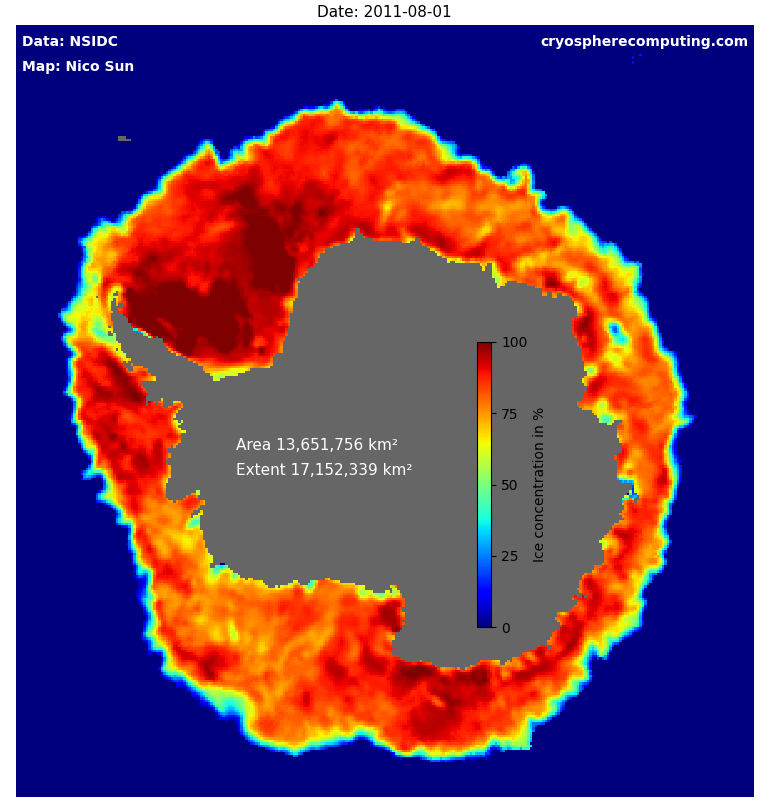 Date: 2011-08-01
Data: NSIDC
cryospherecomputing.com
Map: Nico Sun
100
75
50
25
0
Ice concentration in %
Area 13,651,756 km²
Extent 17,152,339 km²